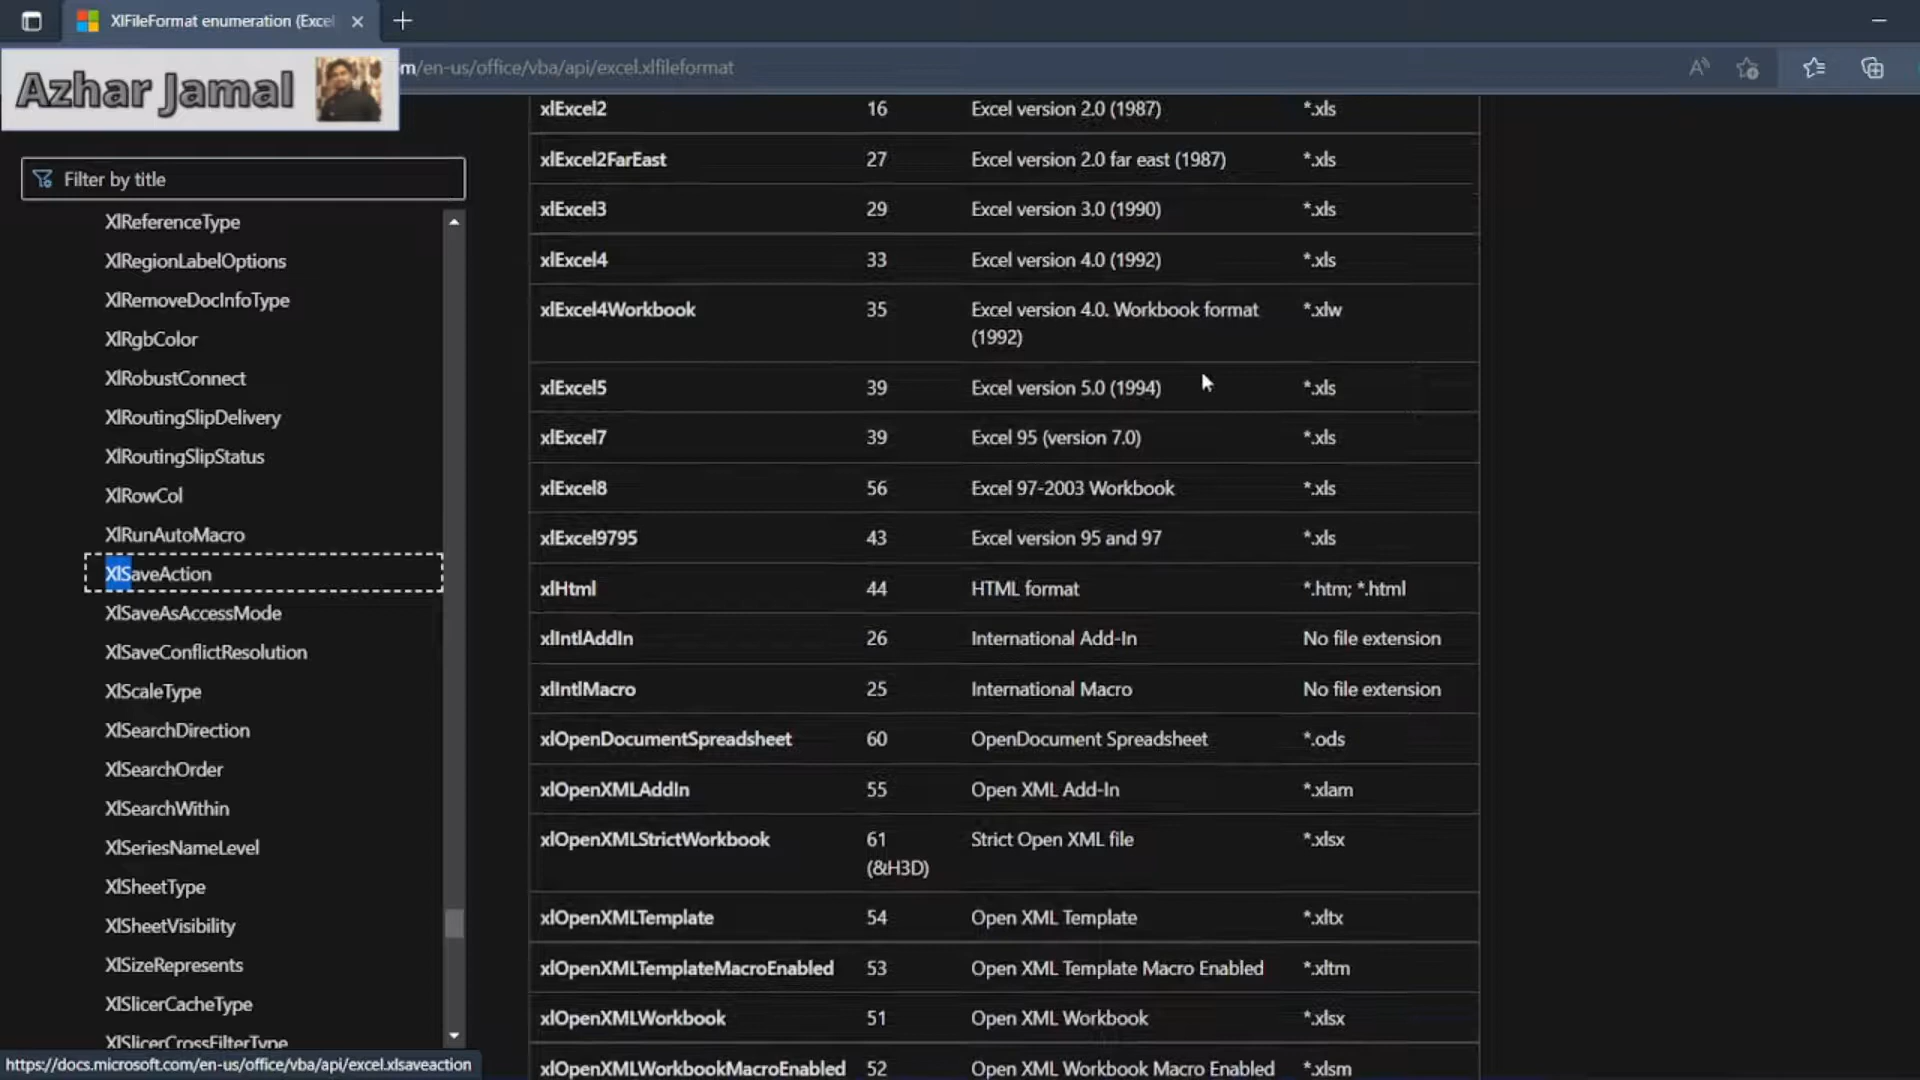 XlFileFormat enumeration (Excel
Azhar Jamal
m/en-us/office/vba/api/excel.xlfileformat
Filter by title
XlReferenceType
XlRegionLabelOptions
XlRemoveDocInfoType
XlRgbColor
XlRobustConnect
XlRoutingSlipDelivery
XlRoutingSlipStatus
XlRowCol
XlRunAutoMacro
XlSaveAction
XlSaveAsAccessMode
XlSaveConflictResolution
XlScaleType
XlSearchDirection
XlSearchOrder
XlSearchWithin
XlSeriesNameLevel
XlSheetType
XlSheetVisibility
XlSizeRepresents
XlSlicerCacheType
XlSlicerCrossFilterType
https://docs.microsoft.com/en-us/office/vba/api/excel.xlsaveaction
xlExcel2 16 Excel version 2.0 (1987) *.xls
xlExcel2FarEast 27 Excel version 2.0 far east (1987) *.xls
xlExcel3 29 Excel version 3.0 (1990) *.xls
xlExcel4 33 Excel version 4.0 (1992) *.xls
xlExcel4Workbook 35 Excel version 4.0. Workbook format *.xlw
(1992)
xlExcel5 39 Excel version 5.0 (1994) *.xls
xlExcel7 39 Excel 95 (version 7.0) *.xls
xlExcel8 56 Excel 97-2003 Workbook *.xls
xlExcel9795 43 Excel version 95 and 97 *.xls
xlHtml 44 HTML format *.htm; *.html
xlIntlAddIn 26 International Add-In No file extension
xlIntlMacro 25 International Macro No file extension
xlOpenDocumentSpreadsheet 60 OpenDocument Spreadsheet *.ods
xlOpenXMLAddIn 55 Open XML Add-In *.xlam
xlOpenXMLStrictWorkbook 61 Strict Open XML file *.xlsx
(&H3D)
xlOpenXMLTemplate 54 Open XML Template *.xltx
xlOpenXMLTemplateMacroEnabled 53 Open XML Template Macro Enabled *.xltm
xlOpenXMLWorkbook 51 Open XML Workbook *.xlsx
xlOpenXMLWorkbookMacroEnabled 52 Open XML Workbook Macro Enabled *.xlsm